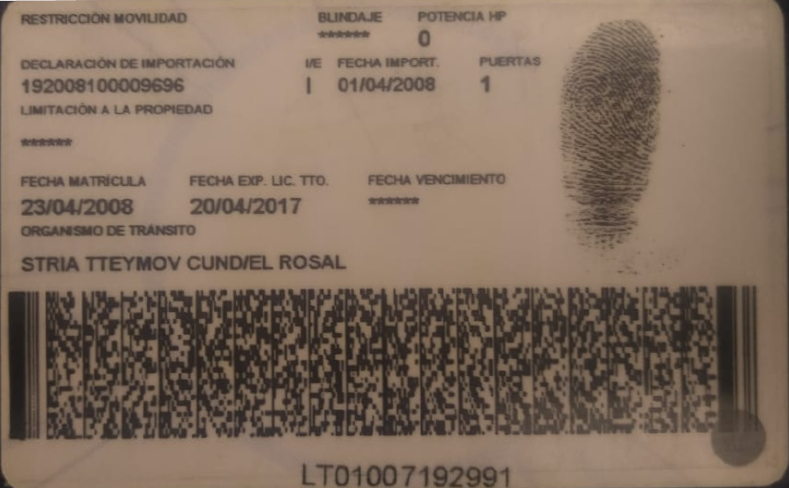 RESTRICCIÓN MOVILIDAD BLINDAJE POTENCIA HP
****** 0
DECLARACIÓN DE IMPORTACIÓN I/E FECHA IMPORT. PUERTAS
192008100009696 I 01/04/2008 1
LIMITACIÓN A LA PROPIEDAD
******
FECHA MATRÍCULA FECHA EXP. LIC. TTO. FECHA VENCIMIENTO
23/04/2008 20/04/2017 ******
ORGANISMO DE TRÁNSITO
STRIA TTEYMOV CUND/EL ROSAL
LT01007192991